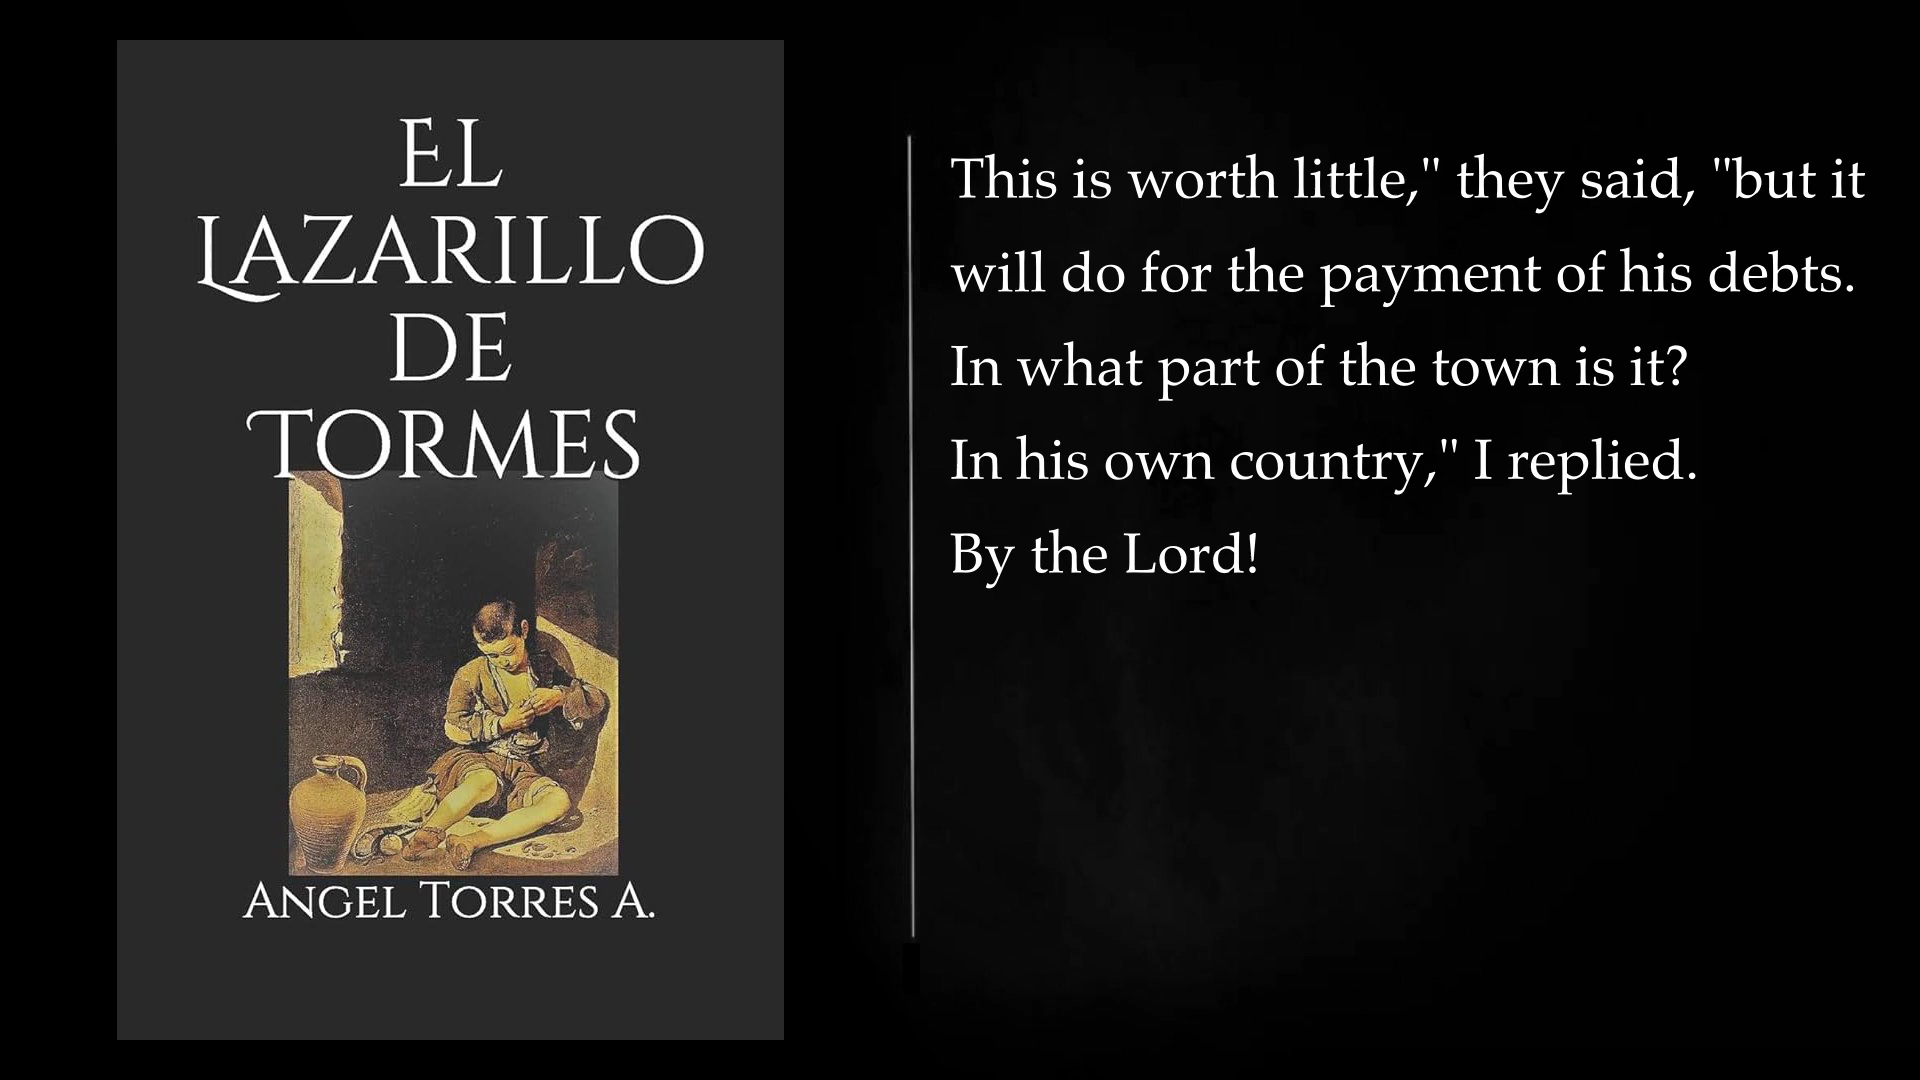 El
Lazarillo
de
Tormes
Angel Torres A.
This is worth little," they said, "but it
will do for the payment of his debts.
In what part of the town is it?
In his own country," I replied.
By the Lord!